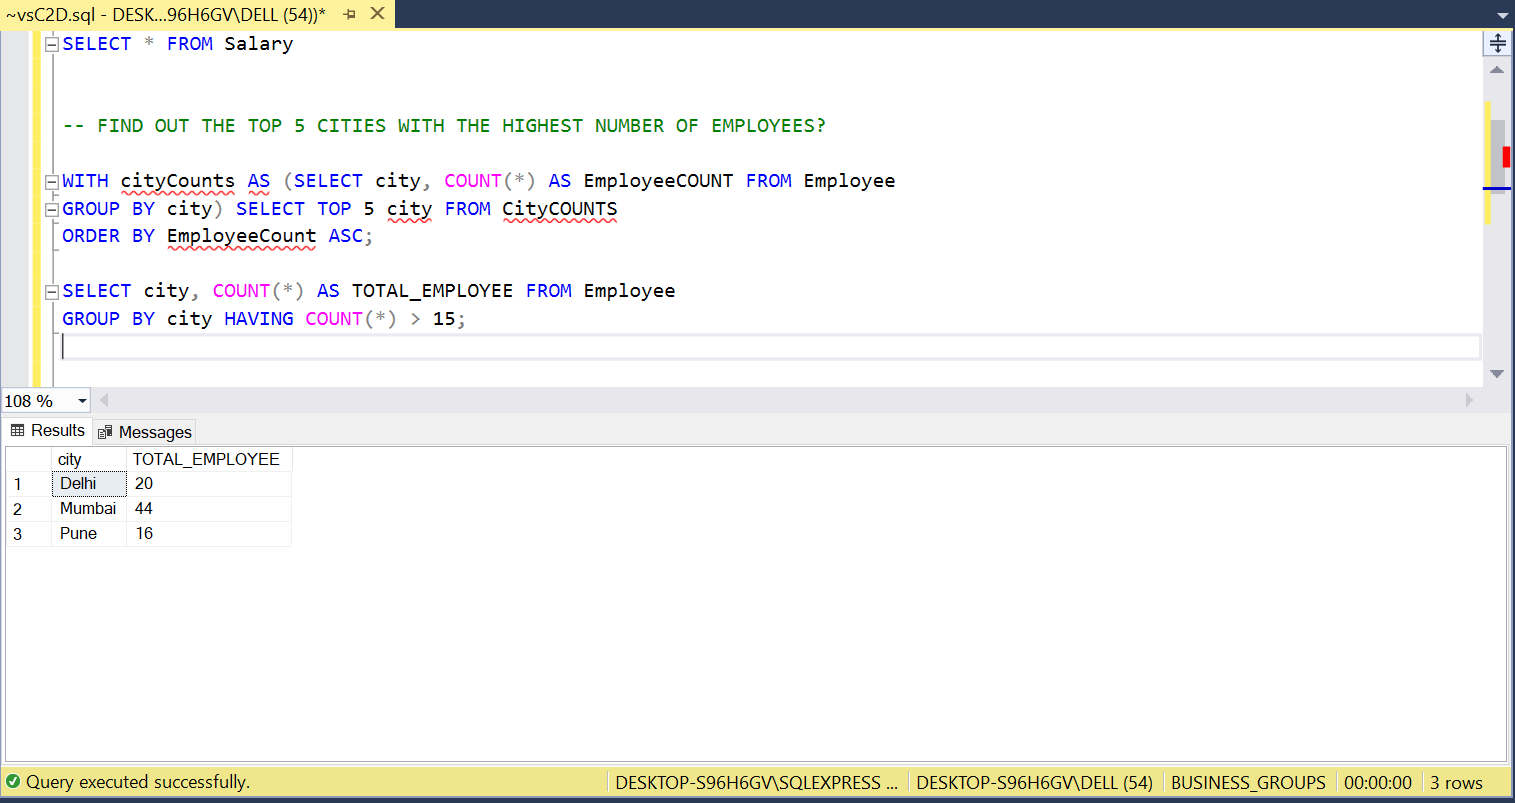 ~vsC2D.sql - DESK...96H6GV\DELL (54))*
SELECT * FROM Salary
-- FIND OUT THE TOP 5 CITIES WITH THE HIGHEST NUMBER OF EMPLOYEES?
WITH cityCounts AS (SELECT city, COUNT(*) AS EmployeeCOUNT FROM Employee
GROUP BY city) SELECT TOP 5 city FROM CityCOUNTS
ORDER BY EmployeeCount ASC;
SELECT city, COUNT(*) AS TOTAL_EMPLOYEE FROM Employee
GROUP BY city HAVING COUNT(*) > 15;
108 %
Results Messages
city TOTAL_EMPLOYEE
1 Delhi 20
2 Mumbai 44
3 Pune 16
Query executed successfully. DESKTOP-S96H6GV\SQLEXPRESS ... DESKTOP-S96H6GV\DELL (54) BUSINESS_GROUPS 00:00:00 3 rows